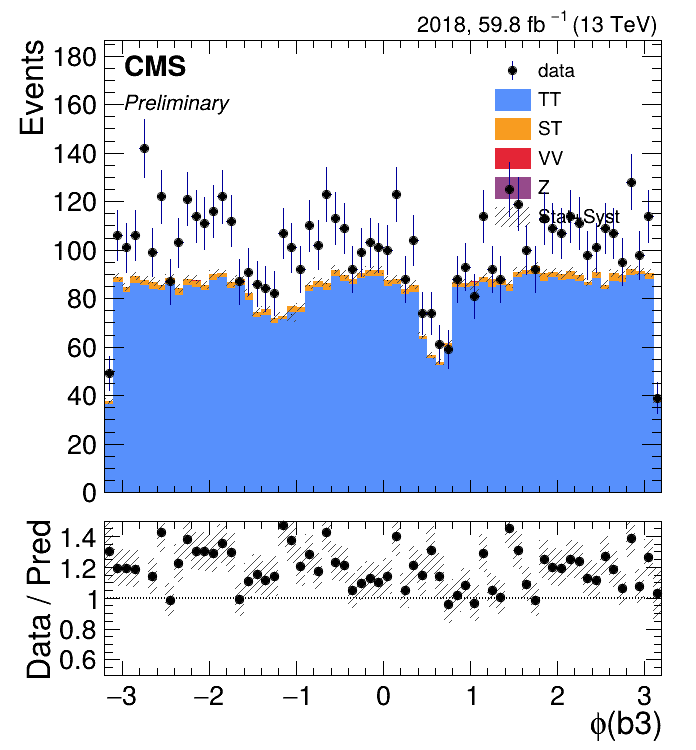 2018, 59.8 fb⁻¹ (13 TeV)
CMS
Preliminary
data
TT
ST
VV
Z
Stat+Syst
Events
180
160
140
120
100
80
60
40
20
0
Data / Pred
1.4
1.2
1
0.8
0.6
−3 −2 −1 0 1 2 3
ϕ(b3)